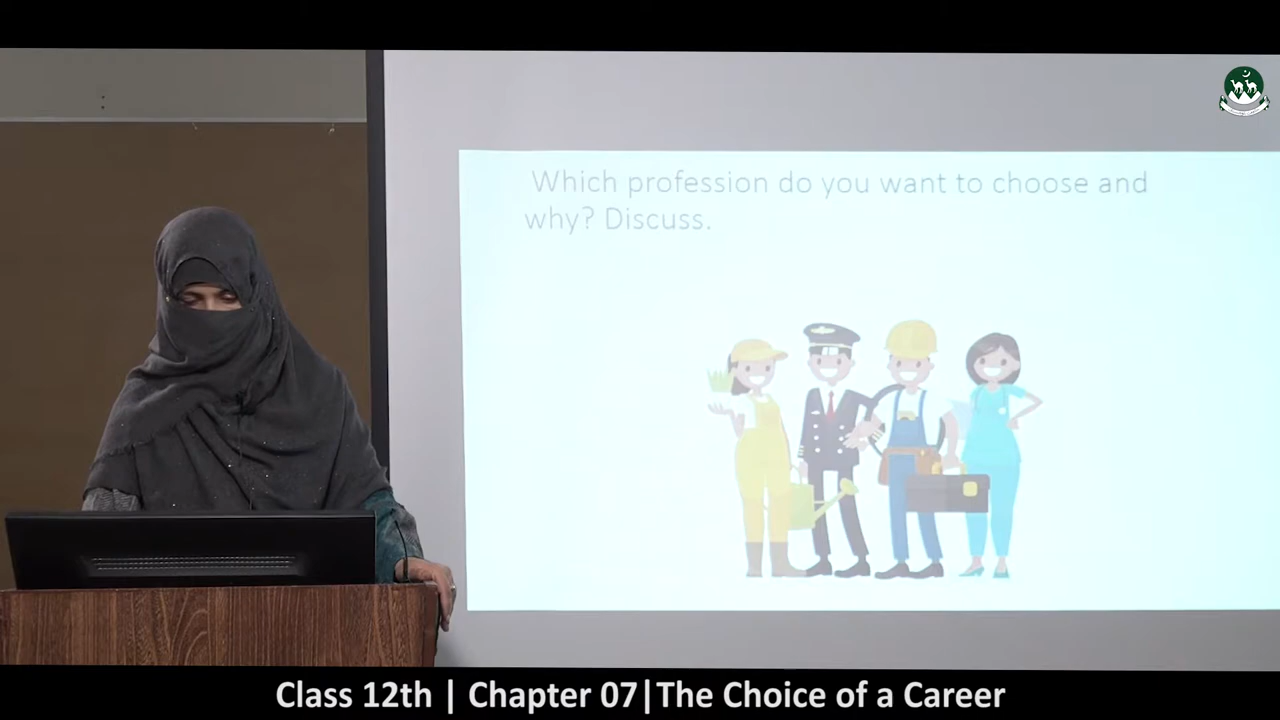 Which profession do you want to choose and
why? Discuss.
Class 12th | Chapter 07|The Choice of a Career